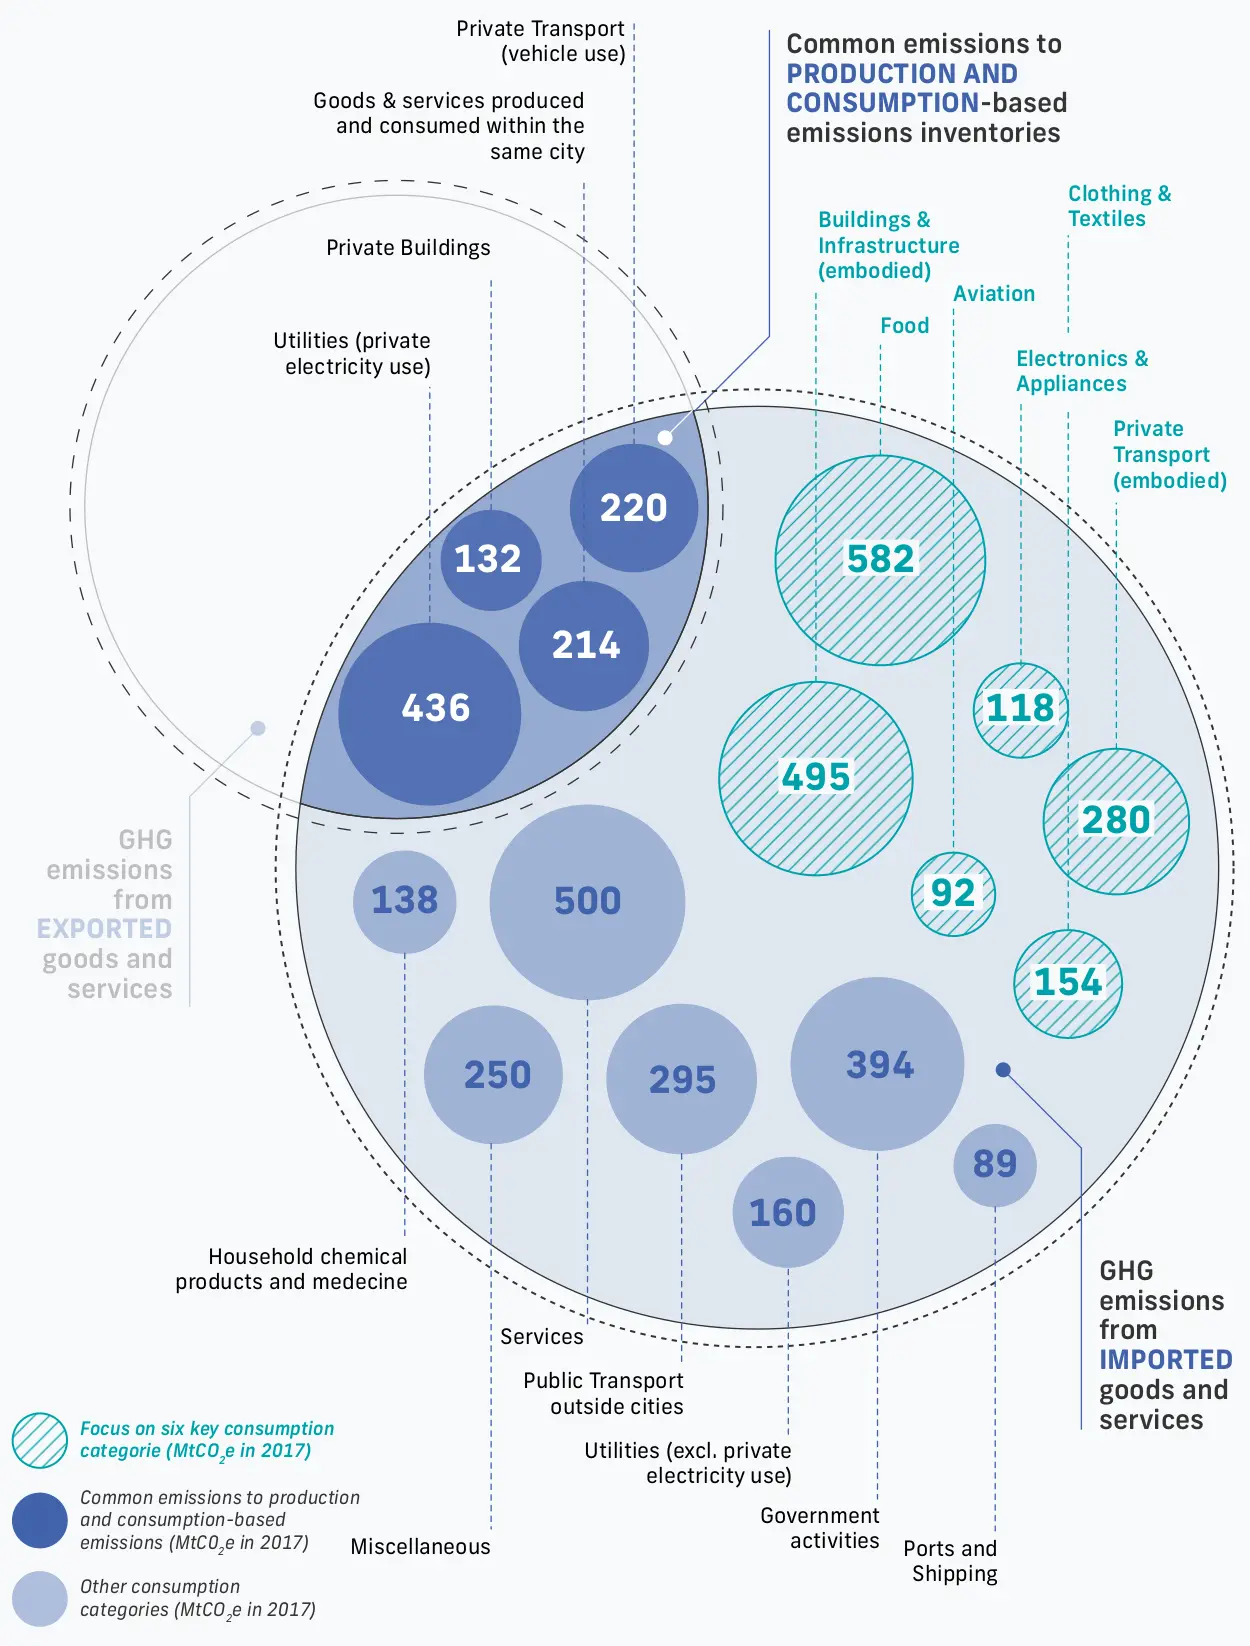 Private Transport
(vehicle use)
Goods & services produced
and consumed within the
same city
Private Buildings
Utilities (private
electricity use)
Common emissions to
PRODUCTION AND
CONSUMPTION-based
emissions inventories
Clothing &
Textiles
Buildings &
Infrastructure
(embodied)
Aviation
Food
Electronics &
Appliances
Private
Transport
(embodied)
220
132
214
436
582
118
495
280
92
154
138
500
250
295
394
160
89
GHG
emissions
from
EXPORTED
goods and
services
Household chemical
products and medecine
Services
Public Transport
outside cities
Utilities (excl. private
electricity use)
Government
activities
Ports and
Shipping
Miscellaneous
GHG
emissions
from
IMPORTED
goods and
services
Focus on six key consumption
categorie (MtCO2e in 2017)
Common emissions to production
and consumption-based
emissions (MtCO2e in 2017)
Other consumption
categories (MtCO2e in 2017)